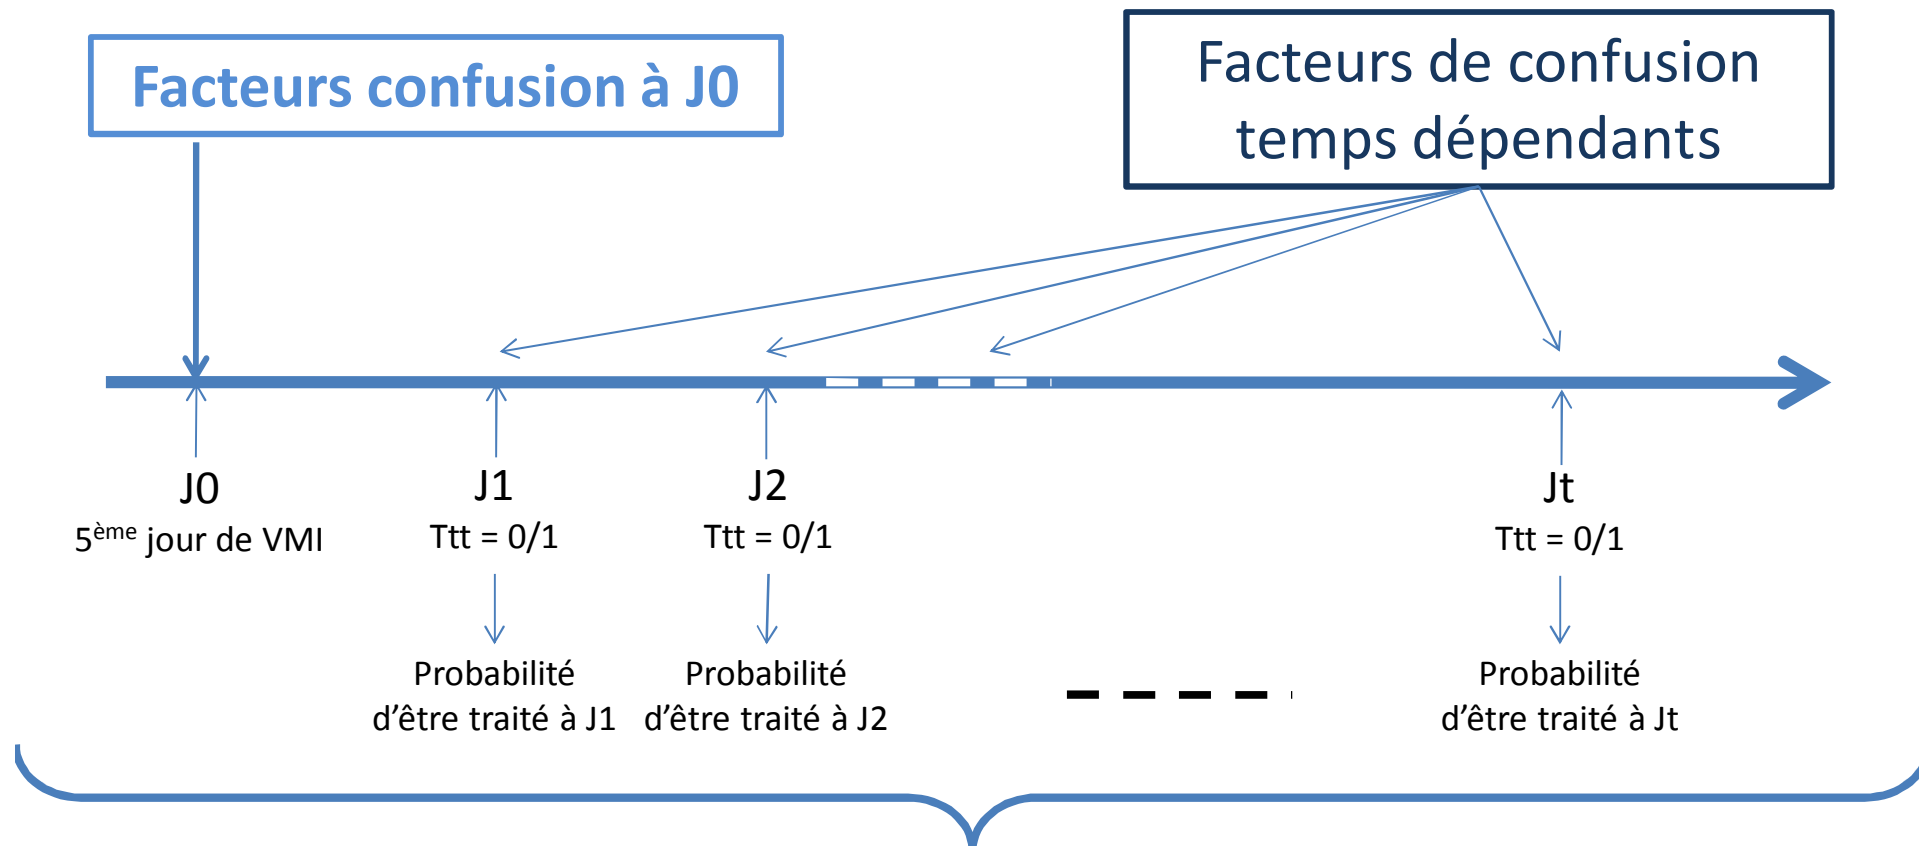 Facteurs confusion à J0
Facteurs de confusion
temps dépendants
J0
5ème jour de VMI
J1
Ttt = 0/1
J2
Ttt = 0/1
Jt
Ttt = 0/1
Probabilité
d’être traité à J1
Probabilité
d’être traité à J2
Probabilité
d’être traité à Jt